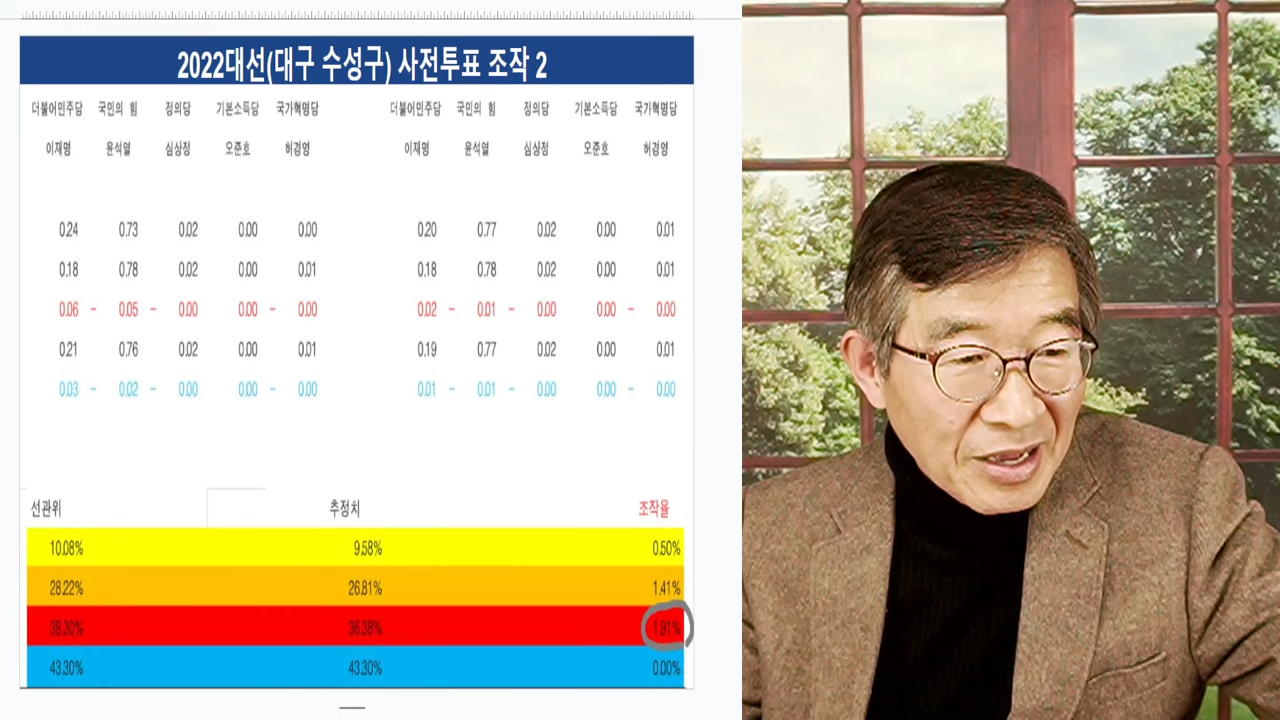 2022대선(대구 수성구) 사전투표 조작 2
더불어민주당 국민의 힘 정의당 기본소득당 국가혁명당 더불어민주당 국민의 힘 정의당 기본소득당 국가혁명당
이재명 윤석열 심상정 오준호 허경영 이재명 윤석열 심상정 오준호 허경영
0.24 0.73 0.02 0.00 0.00 0.20 0.77 0.02 0.00 0.01
0.18 0.78 0.02 0.00 0.01 0.18 0.78 0.02 0.00 0.01
0.06 - 0.05 - 0.00 0.00 - 0.00 0.02 - 0.01 - 0.00 0.00 - 0.00
0.21 0.76 0.02 0.00 0.01 0.19 0.77 0.02 0.00 0.01
0.03 - 0.02 - 0.00 0.00 - 0.00 0.01 - 0.01 - 0.00 0.00 - 0.00
선관위 추정치 조작율
10.08% 9.58% 0.50%
28.22% 26.81% 1.41%
38.30% 36.38% 1.91%
43.30% 43.30% 0.00%